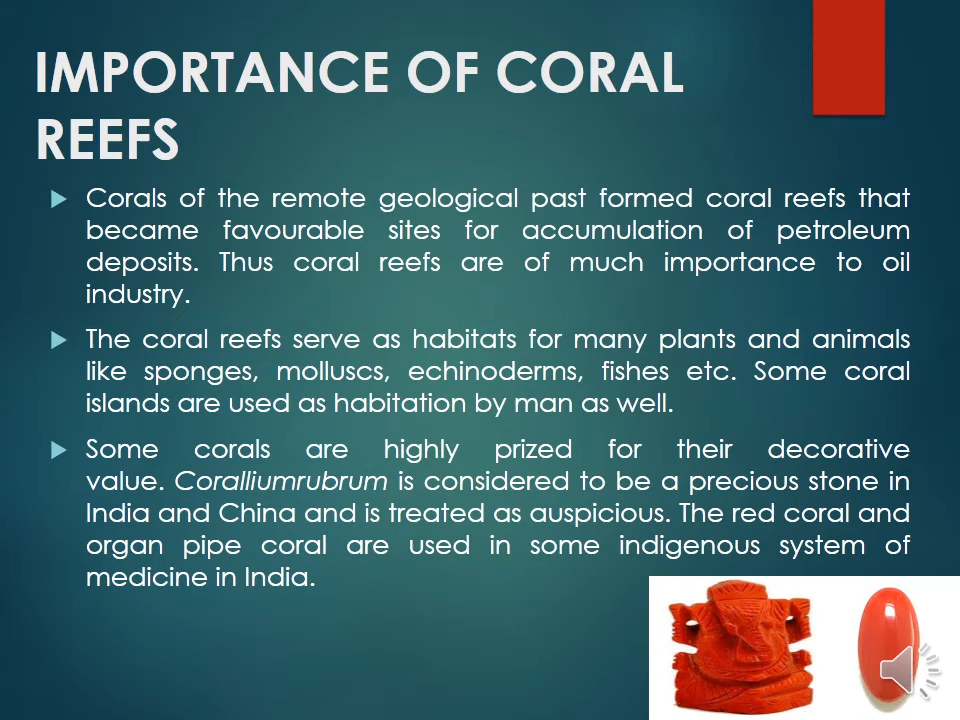 IMPORTANCE OF CORAL
REEFS
Corals of the remote geological past formed coral reefs that
became favourable sites for accumulation of petroleum
deposits. Thus coral reefs are of much importance to oil
industry.
The coral reefs serve as habitats for many plants and animals
like sponges, molluscs, echinoderms, fishes etc. Some coral
islands are used as habitation by man as well.
Some corals are highly prized for their decorative
value. Coralliumrubrum is considered to be a precious stone in
India and China and is treated as auspicious. The red coral and
organ pipe coral are used in some indigenous system of
medicine in India.